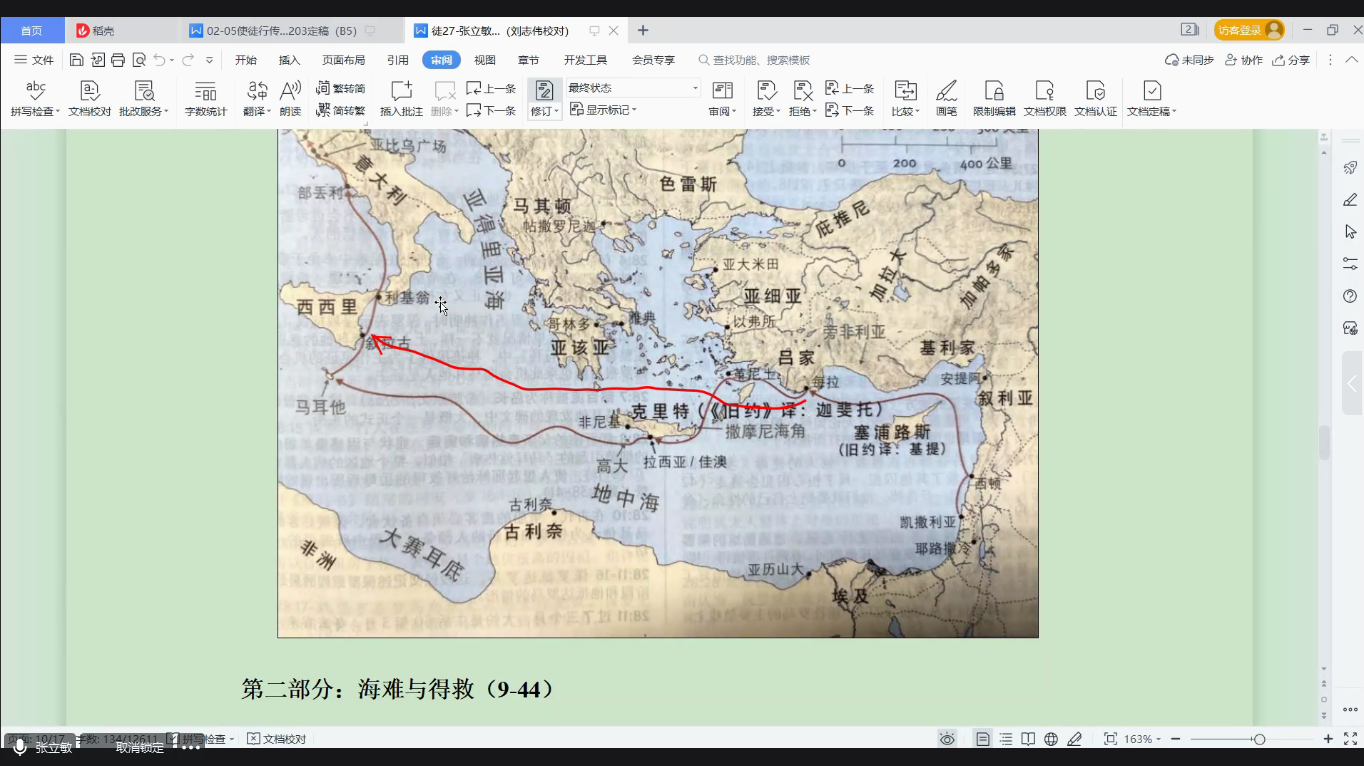 首页
稻壳
02-05使徒行传...203定稿（B5）
徒27-张立敏...（刘志伟校对）
访客登录
文件
开始
插入
页面布局
引用
审阅
视图
章节
开发工具
会员专享
查找功能、搜索模板
未同步
协作
分享
拼写检查
文档校对
批改服务
字数统计
翻译
朗读
繁转简
简转繁
插入批注
删除
上一条
下一条
修订
最终状态
显示标记
审阅
接受
拒绝
上一条
下一条
比较
画笔
限制编辑
文档权限
文档认证
文档定稿
亚比乌广场
0 200 400 公里
意大利
部丢利
亚得里亚海
马其顿
帖撒罗尼迦
色雷斯
庇推尼
加拉太
加帕多家
亚大米田
亚细亚
以弗所
旁非利亚
西西里
利基翁
叙拉古
哥林多
雅典
亚该亚
吕家
基利家
革尼士
每拉
安提阿
叙利亚
马耳他
克里特（《旧约》译：迦斐托）
非尼基
撒摩尼海角
塞浦路斯
（旧约译：基提）
高大
拉西亚/佳澳
西顿
地中海
古利奈
古利奈
凯撒利亚
耶路撒冷
大赛耳底
非洲
亚历山大
埃及
第二部分：海难与得救（9-44）
页面: 10/17
字数: 134/12611
拼写检查
文档校对
163%
张立敏
取消锁定